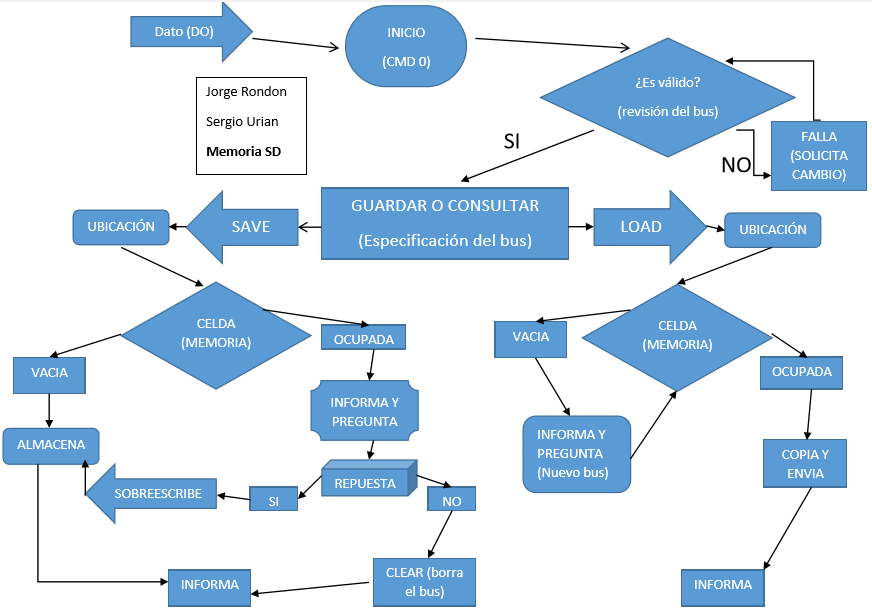 Dato (DO)
INICIO
(CMD 0)
¿Es válido?
(revisión del bus)
Jorge Rondon
Sergio Urian
Memoria SD
SI
NO
FALLA
(SOLICITA
CAMBIO)
GUARDAR O CONSULTAR
(Especificación del bus)
SAVE
UBICACIÓN
LOAD
UBICACIÓN
CELDA
(MEMORIA)
OCUPADA
VACIA
INFORMA Y
PREGUNTA
ALMACENA
REPUESTA
SOBREESCRIBE
SI
NO
CLEAR (borra
el bus)
INFORMA
CELDA
(MEMORIA)
VACIA
OCUPADA
INFORMA Y
PREGUNTA
(Nuevo bus)
COPIA Y
ENVIA
INFORMA